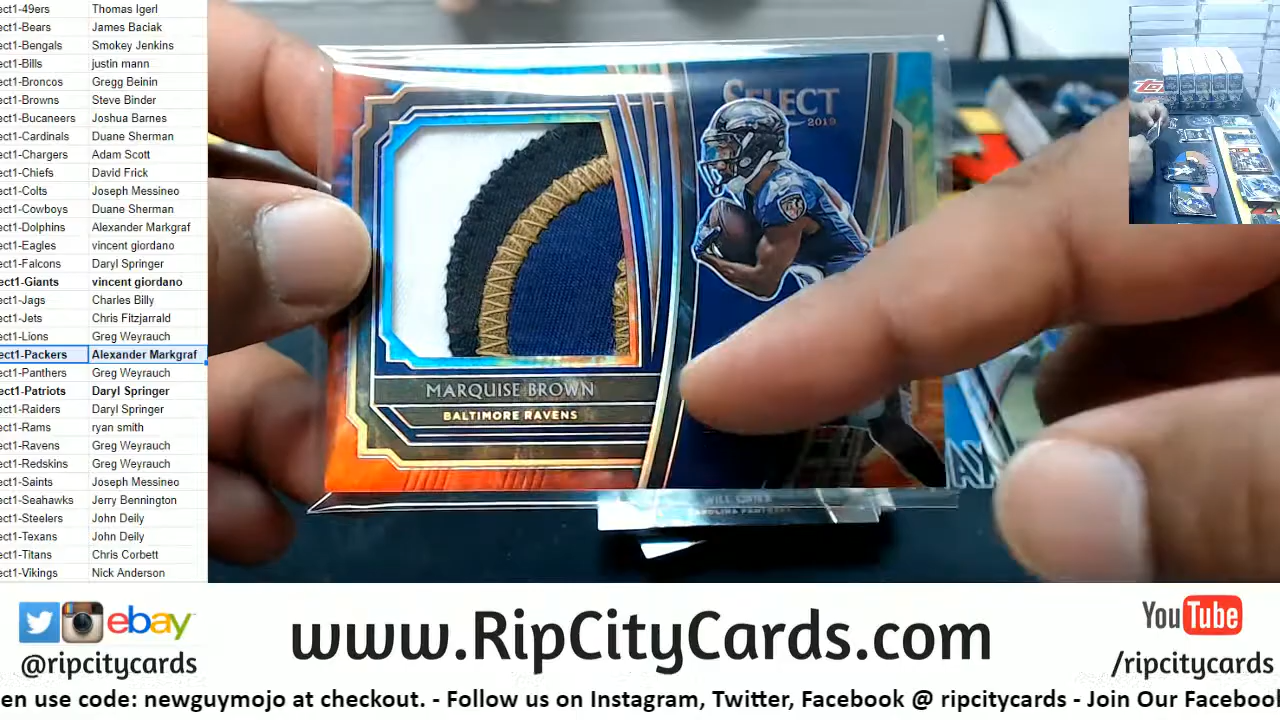 ect1-49ers Thomas Igerl
ect1-Bears James Baciak
ect1-Bengals Smokey Jenkins
ect1-Bills justin mann
ect1-Broncos Gregg Beinin
ect1-Browns Steve Binder
ect1-Bucaneers Joshua Barnes
ect1-Cardinals Duane Sherman
ect1-Chargers Adam Scott
ect1-Chiefs David Frick
ect1-Colts Joseph Messineo
ect1-Cowboys Duane Sherman
ect1-Dolphins Alexander Markgraf
ect1-Eagles vincent giordano
ect1-Falcons Daryl Springer
ect1-Giants vincent giordano
ect1-Jags Charles Billy
ect1-Jets Chris Fitzjarrald
ect1-Lions Greg Weyrauch
ect1-Packers Alexander Markgraf
ect1-Panthers Greg Weyrauch
ect1-Patriots Daryl Springer
ect1-Raiders Daryl Springer
ect1-Rams ryan smith
ect1-Ravens Greg Weyrauch
ect1-Redskins Greg Weyrauch
ect1-Saints Joseph Messineo
ect1-Seahawks Jerry Bennington
ect1-Steelers John Deily
ect1-Texans John Deily
ect1-Titans Chris Corbett
ect1-Vikings Nick Anderson
SELECT
2019
MARQUISE BROWN
BALTIMORE RAVENS
WILL GRIER
CAROLINA PANTHERS
ebay
@ripcitycards
www.RipCityCards.com
YouTube
/ripcitycards
en use code: newguymojo at checkout. - Follow us on Instagram, Twitter, Facebook @ ripcitycards - Join Our Facebool